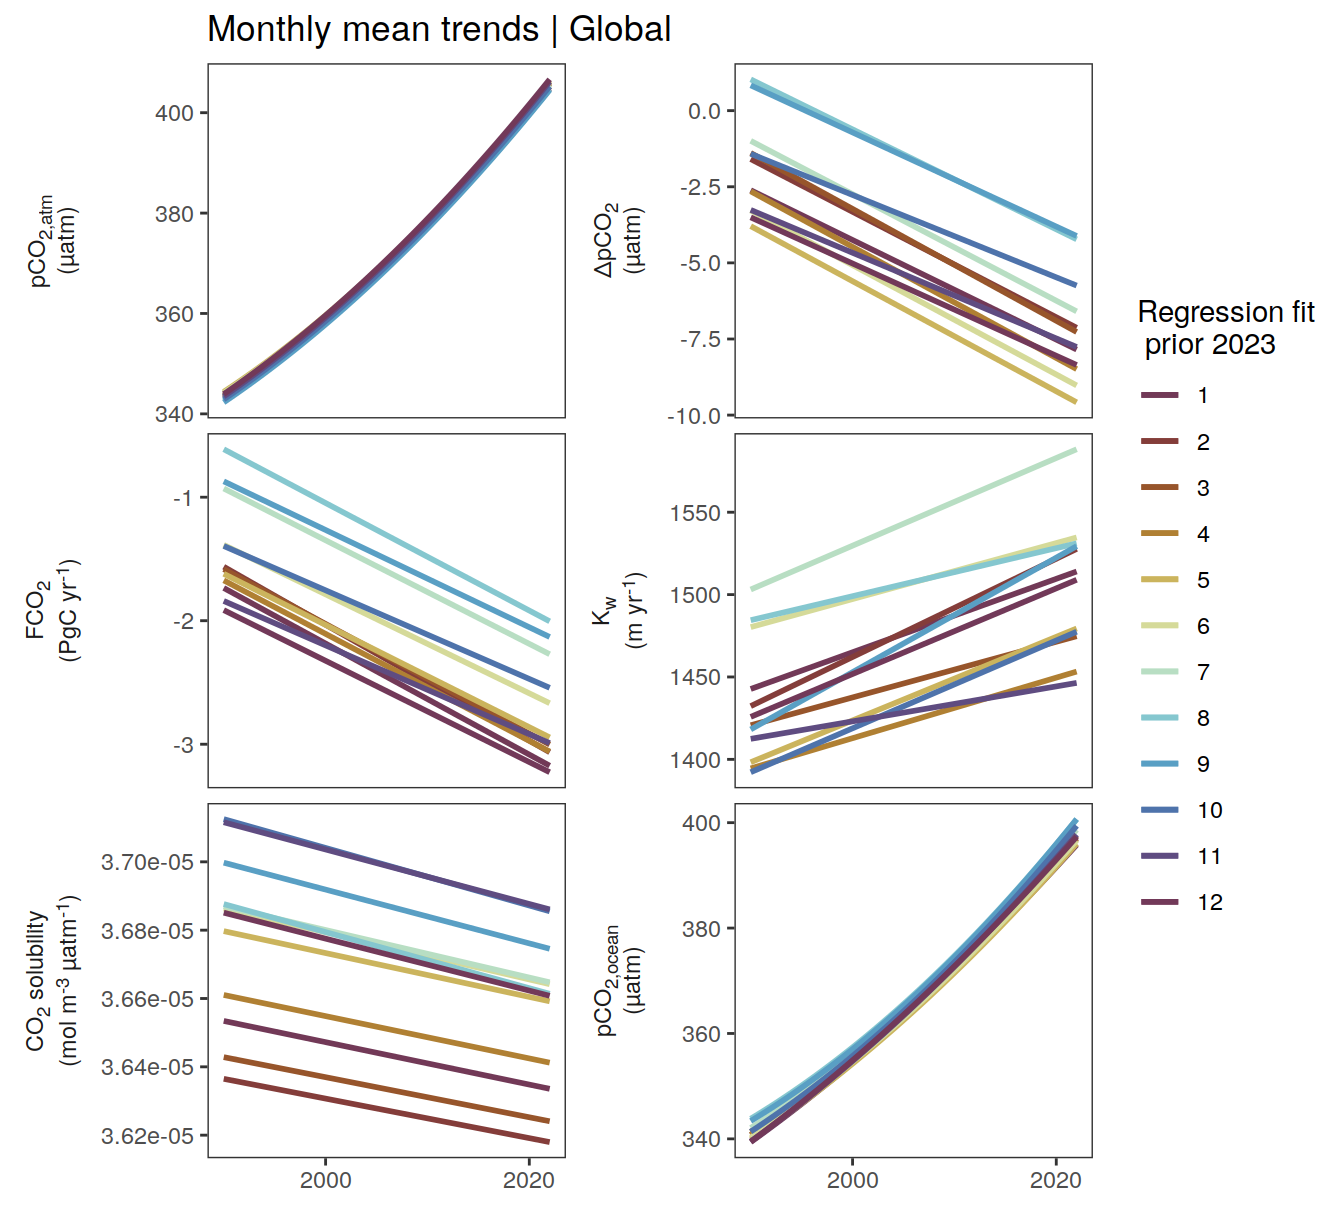 Monthly mean trends | Global
pCO2,atm
(µatm)
400
380
360
340
ΔpCO2
(µatm)
0.0
-2.5
-5.0
-7.5
-10.0
FCO2
(PgC yr-1)
-1
-2
-3
Kw
(m yr-1)
1550
1500
1450
1400
CO2 solubility
(mol m-3 µatm-1)
3.70e-05
3.68e-05
3.66e-05
3.64e-05
3.62e-05
2000
2020
pCO2,ocean
(µatm)
400
380
360
340
2000
2020
Regression fit
prior 2023
1
2
3
4
5
6
7
8
9
10
11
12